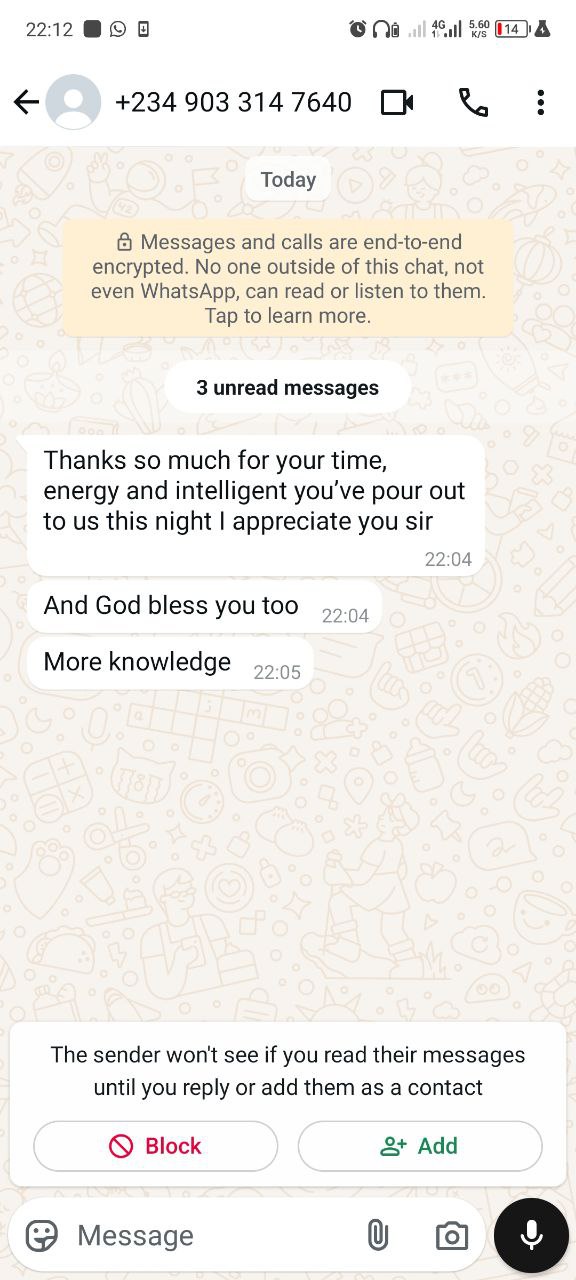 22:12
4G
5.60
K/S
14
+234 903 314 7640
Today
Messages and calls are end-to-end
encrypted. No one outside of this chat, not
even WhatsApp, can read or listen to them.
Tap to learn more.
3 unread messages
Thanks so much for your time,
energy and intelligent you’ve pour out
to us this night I appreciate you sir
22:04
And God bless you too 22:04
More knowledge 22:05
The sender won't see if you read their messages
until you reply or add them as a contact
Block
Add
Message